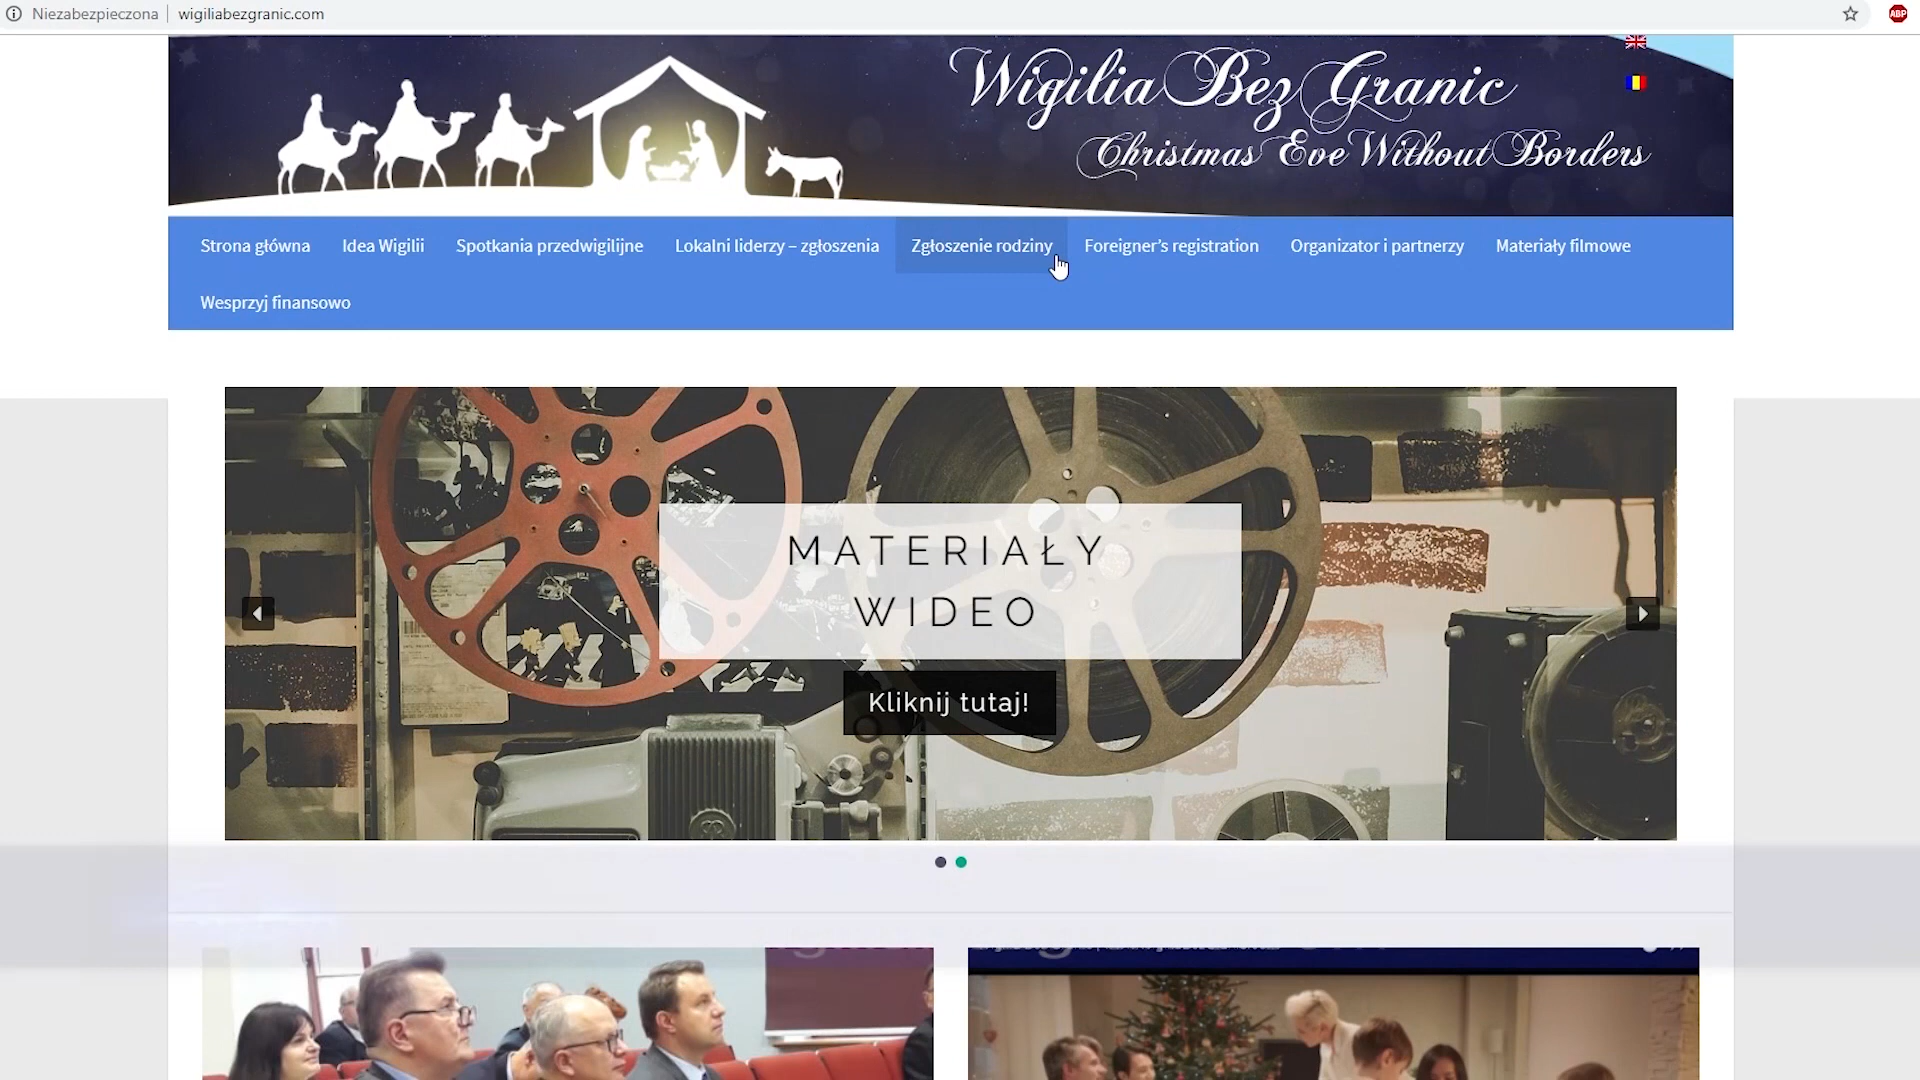 Niezabezpieczona
wigiliabezgranic.com
ABP
Wigilia Bez Granic
Christmas Eve Without Borders
Strona główna
Idea Wigilii
Spotkania przedwigilijne
Lokalni liderzy – zgłoszenia
Zgłoszenie rodziny
Foreigner's registration
Organizator i partnerzy
Materiały filmowe
Wesprzyj finansowo
MATERIAŁY
WIDEO
Kliknij tutaj!